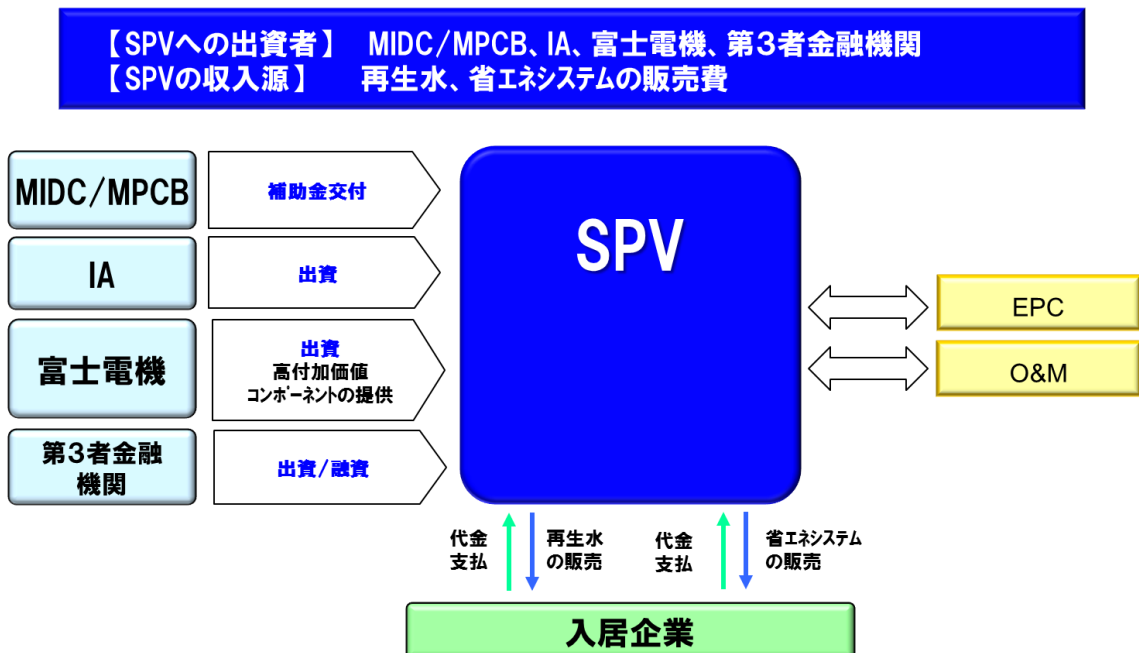 【SPVへの出資者】 MIDC/MPCB、IA、富士電機、第3者金融機関
【SPVの収入源】 再生水、省エネシステムの販売費
MIDC/MPCB
補助金交付
SPV
IA
出資
EPC
富士電機
出資
高付加価値
コンポーネントの提供
O&M
第3者金融
機関
出資/融資
代金
支払
再生水
の販売
代金
支払
省エネシステム
の販売
入居企業